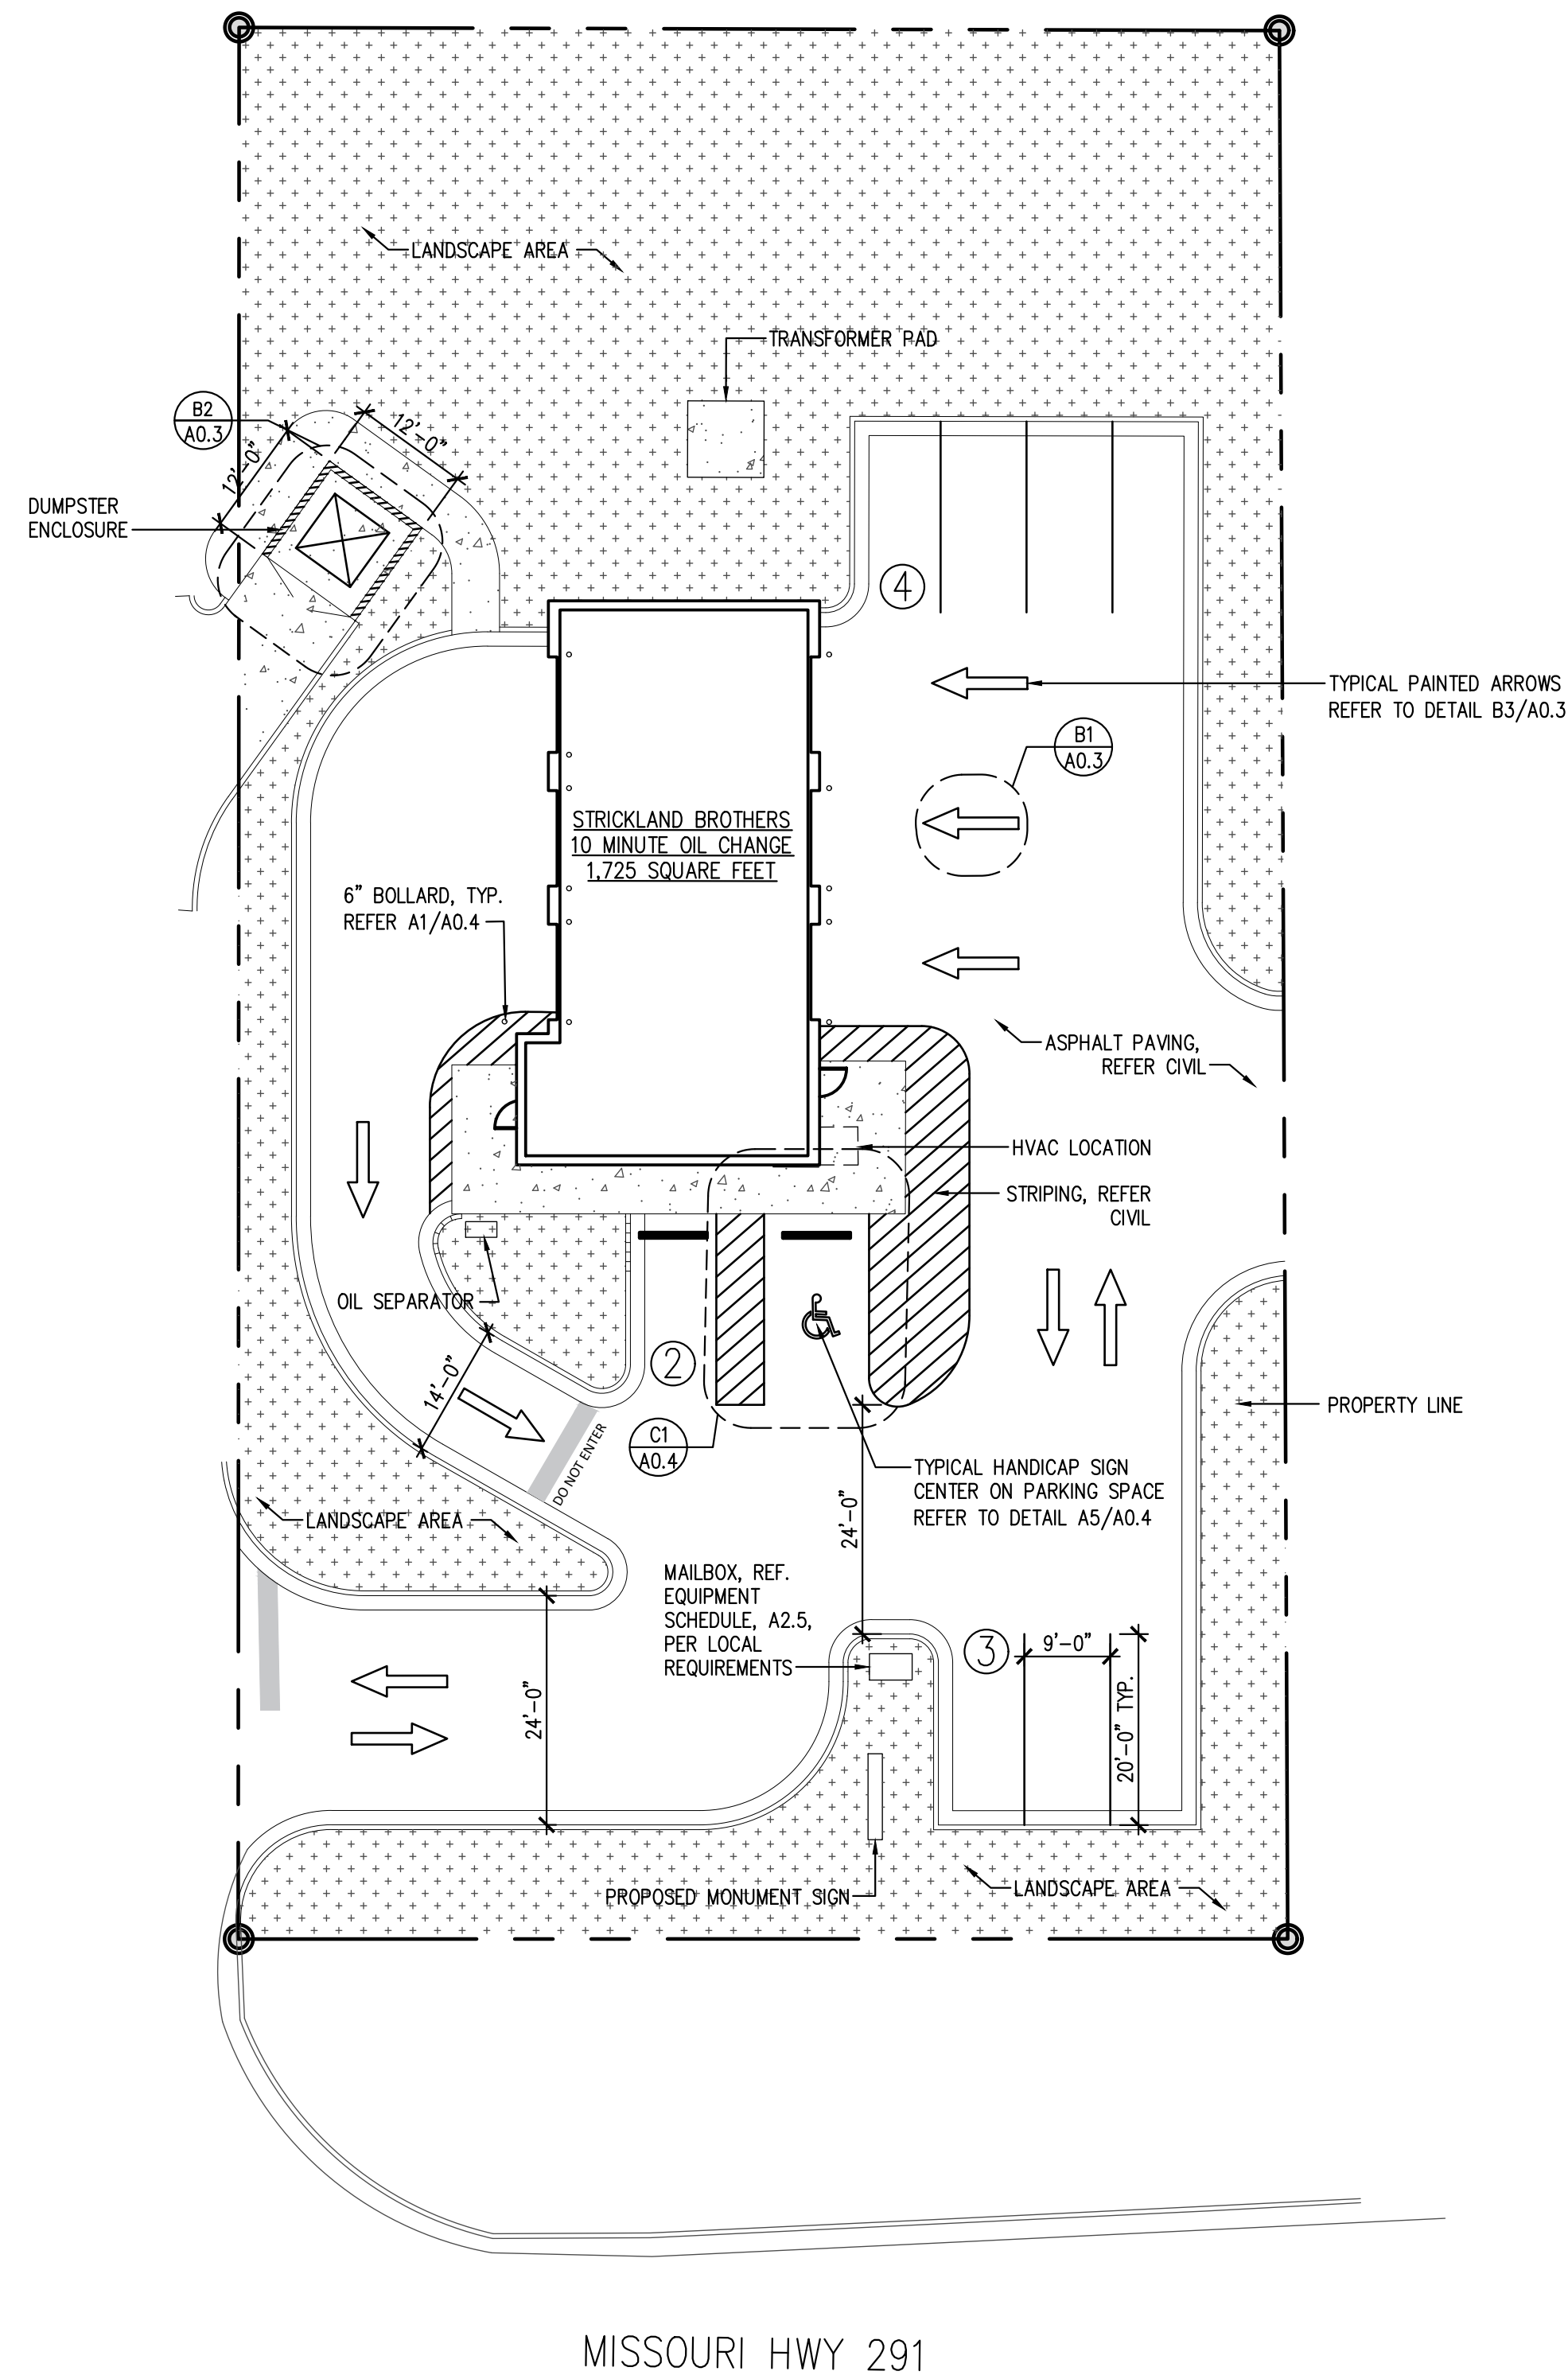 LANDSCAPE AREA
TRANSFORMER PAD
B2
A0.3
12'-0"
12'-0"
DUMPSTER
ENCLOSURE
4
TYPICAL PAINTED ARROWS
REFER TO DETAIL B3/A0.3
B1
A0.3
STRICKLAND BROTHERS
10 MINUTE OIL CHANGE
1,725 SQUARE FEET
6" BOLLARD, TYP.
REFER A1/A0.4
ASPHALT PAVING,
REFER CIVIL
HVAC LOCATION
STRIPING, REFER
CIVIL
OIL SEPARATOR
2
14'-0"
PROPERTY LINE
C1
A0.4
DO NOT ENTER
TYPICAL HANDICAP SIGN
CENTER ON PARKING SPACE
REFER TO DETAIL A5/A0.4
LANDSCAPE AREA
24'-0"
MAILBOX, REF.
EQUIPMENT
SCHEDULE, A2.5,
PER LOCAL
REQUIREMENTS
3
9'-0"
20'-0" TYP.
24'-0"
PROPOSED MONUMENT SIGN
LANDSCAPE AREA
MISSOURI HWY 291